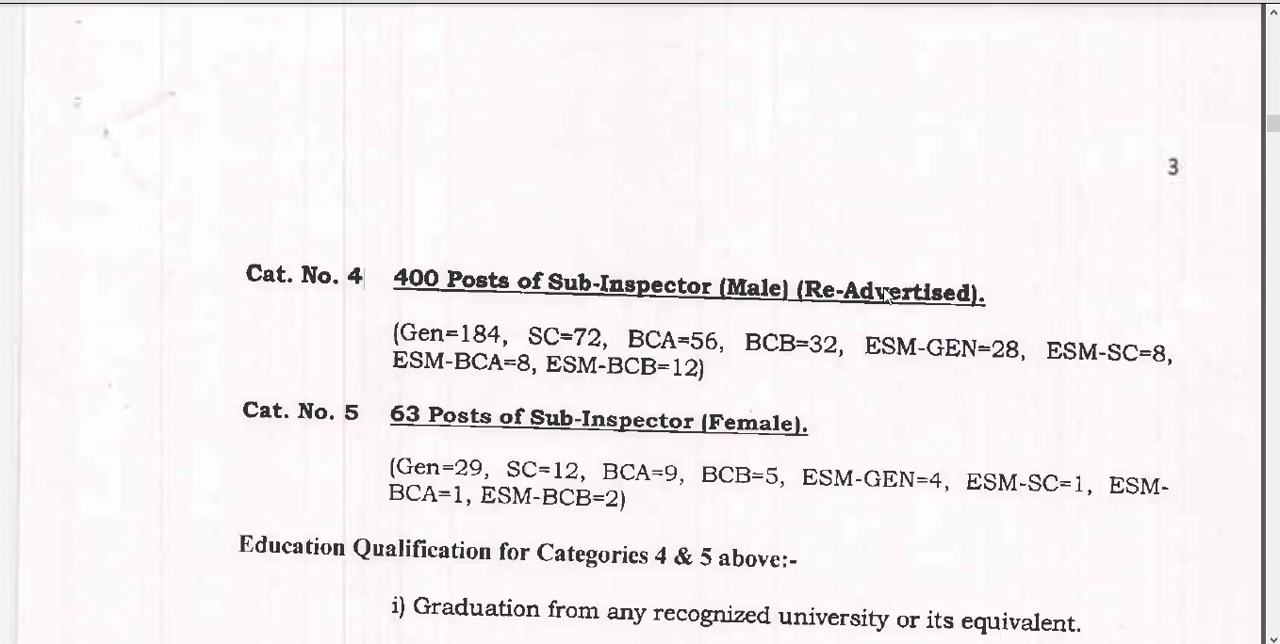 3
Cat. No. 4 400 Posts of Sub-Inspector (Male) (Re-Advertised).
(Gen=184, SC=72, BCA=56, BCB=32, ESM-GEN=28, ESM-SC=8,
ESM-BCA=8, ESM-BCB=12)
Cat. No. 5 63 Posts of Sub-Inspector (Female).
(Gen=29, SC=12, BCA=9, BCB=5, ESM-GEN=4, ESM-SC=1, ESM-
BCA=1, ESM-BCB=2)
Education Qualification for Categories 4 & 5 above:-
i) Graduation from any recognized university or its equivalent.